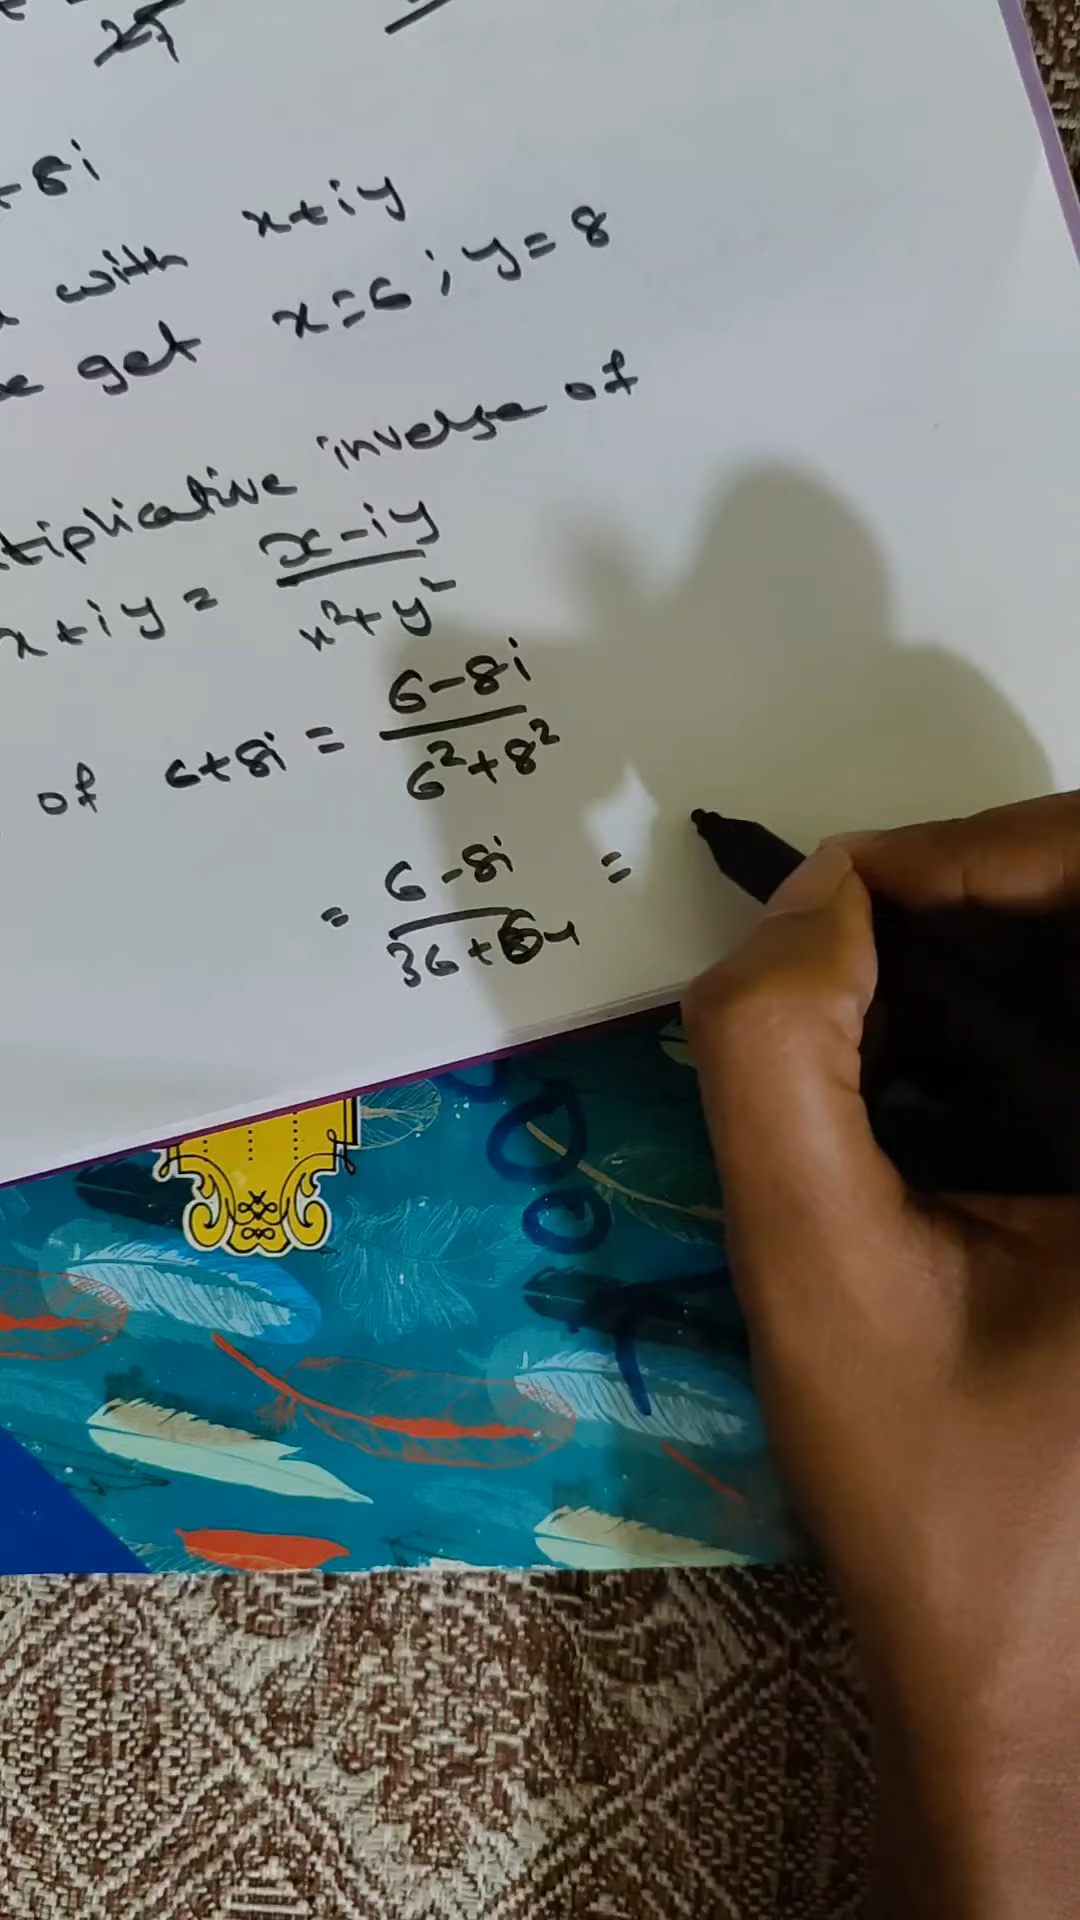 +8i
with x+iy
get x=6; y=8
tiplicative inverse of
x+iy = x-iy / x²+y²
of 6+8i = 6-8i / 6²+8²
= 6-8i / 36+64 =